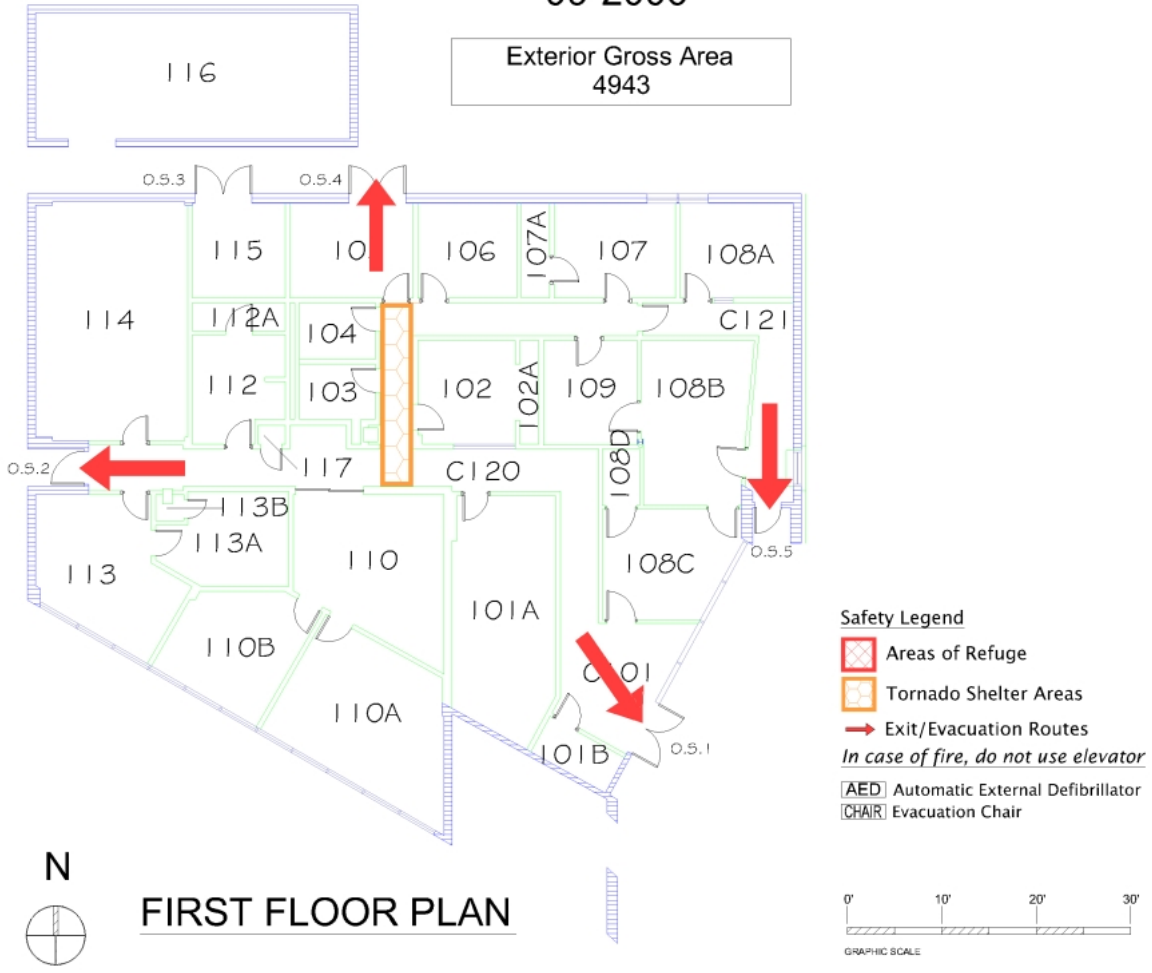 Exterior Gross Area
4943
116
O.S.3
O.S.4
115
106
107A
107
108A
114
112A
104
C121
112
103
102
102A
109
108B
O.S.2
117
C120
108D
113B
113A
O.S.5
113
110
101A
108C
110B
110A
101B
O.S.1
Safety Legend
Areas of Refuge
Tornado Shelter Areas
Exit/Evacuation Routes
In case of fire, do not use elevator
AED Automatic External Defibrillator
CHAIR Evacuation Chair
N
FIRST FLOOR PLAN
0' 10' 20' 30'
GRAPHIC SCALE